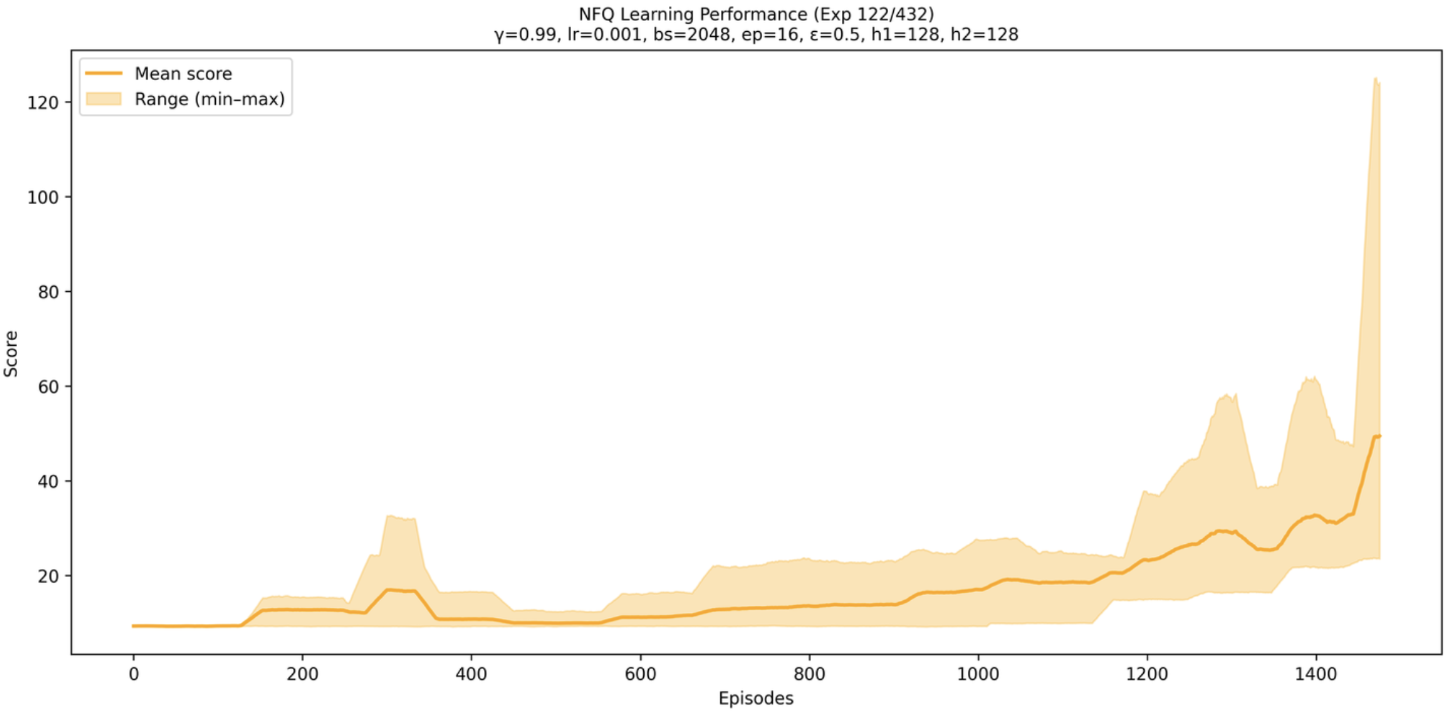 NFQ Learning Performance (Exp 122/432)
γ=0.99, lr=0.001, bs=2048, ep=16, ε=0.5, h1=128, h2=128
Mean score
Range (min–max)
120
100
80
60
40
20
Score
0 200 400 600 800 1000 1200 1400
Episodes